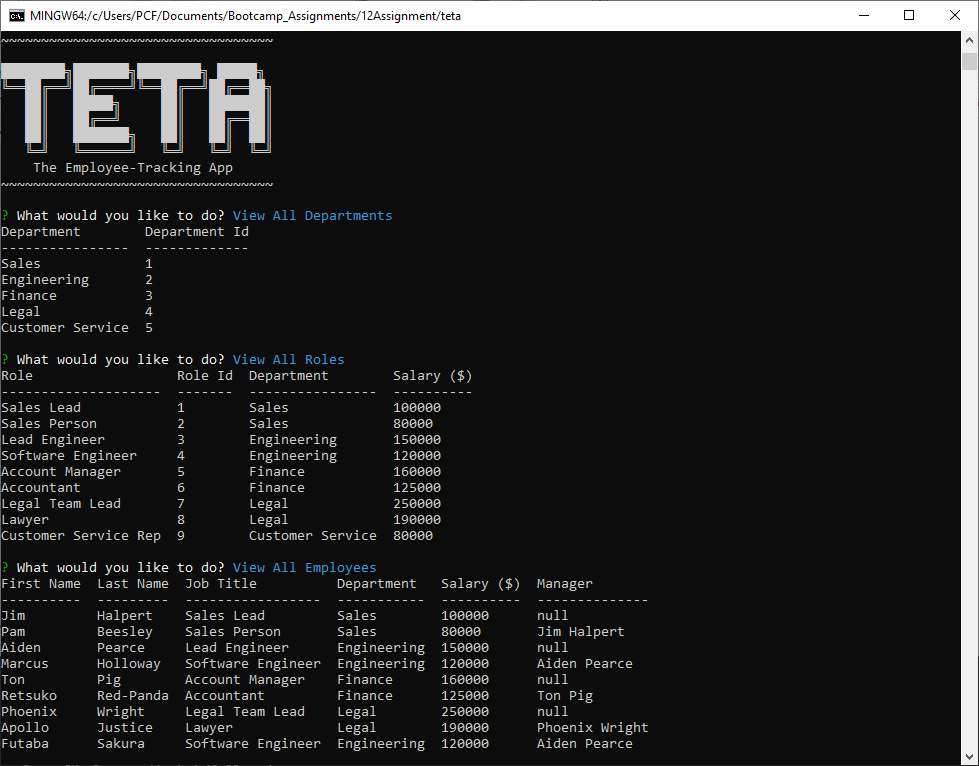 MINGW64:/c/Users/PCF/Documents/Bootcamp_Assignments/12Assignment/teta
~~~~~~~~~~~~~~~~~~~~~~~~~~~~~~~~~~
TETA
The Employee-Tracking App
~~~~~~~~~~~~~~~~~~~~~~~~~~~~~~~~~~
? What would you like to do? View All Departments
Department        Department Id
----------------  -------------
Sales             1
Engineering       2
Finance           3
Legal             4
Customer Service  5
? What would you like to do? View All Roles
Role                  Role Id  Department        Salary ($)
--------------------  -------  ----------------  ----------
Sales Lead            1        Sales             100000
Sales Person          2        Sales             80000
Lead Engineer         3        Engineering       150000
Software Engineer     4        Engineering       120000
Account Manager       5        Finance           160000
Accountant            6        Finance           125000
Legal Team Lead       7        Legal             250000
Lawyer                8        Legal             190000
Customer Service Rep  9        Customer Service  80000
? What would you like to do? View All Employees
First Name  Last Name  Job Title          Department   Salary ($)  Manager
----------  ---------  -----------------  -----------  ----------  --------------
Jim         Halpert    Sales Lead         Sales        100000      null
Pam         Beesley    Sales Person       Sales        80000       Jim Halpert
Aiden       Pearce     Lead Engineer      Engineering  150000      null
Marcus      Holloway   Software Engineer  Engineering  120000      Aiden Pearce
Ton         Pig        Account Manager    Finance      160000      null
Retsuko     Red-Panda  Accountant         Finance      125000      Ton Pig
Phoenix     Wright     Legal Team Lead    Legal        250000      null
Apollo      Justice    Lawyer             Legal        190000      Phoenix Wright
Futaba      Sakura     Software Engineer  Engineering  120000      Aiden Pearce